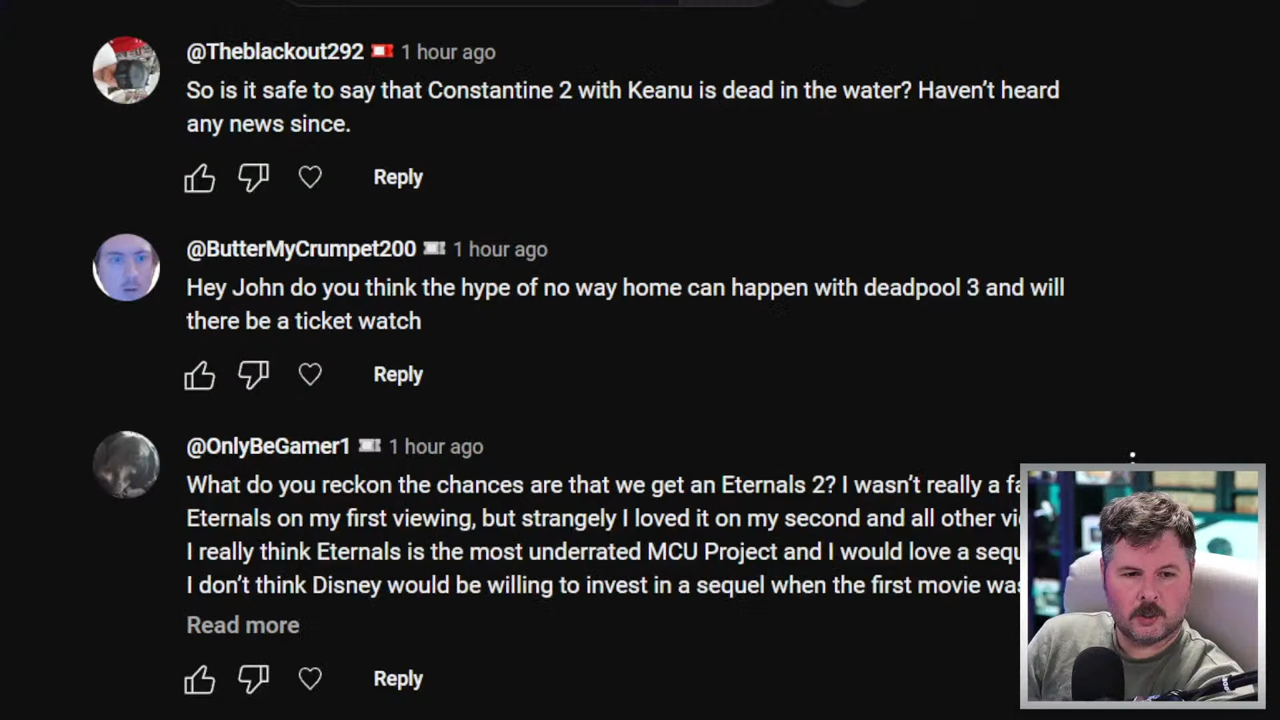 @Theblackout292 1 hour ago
So is it safe to say that Constantine 2 with Keanu is dead in the water? Haven't heard
any news since.
Reply
@ButterMyCrumpet200 1 hour ago
Hey John do you think the hype of no way home can happen with deadpool 3 and will
there be a ticket watch
Reply
@OnlyBeGamer1 1 hour ago
What do you reckon the chances are that we get an Eternals 2? I wasn't really a
Eternals on my first viewing, but strangely I loved it on my second and all other
I really think Eternals is the most underrated MCU Project and I would love a
I don't think Disney would be willing to invest in a sequel when the first movie
Read more
Reply